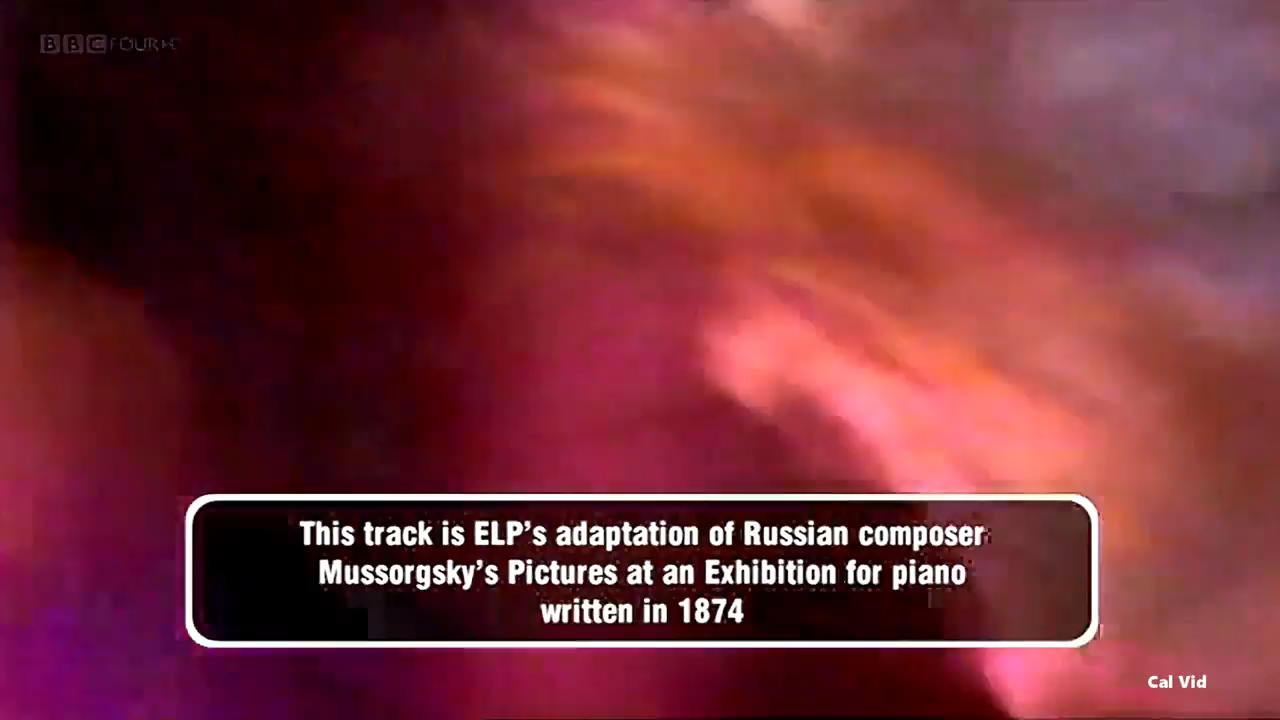 BBC FOUR HD
This track is ELP's adaptation of Russian composer
Mussorgsky's Pictures at an Exhibition for piano
written in 1874
Cal Vid